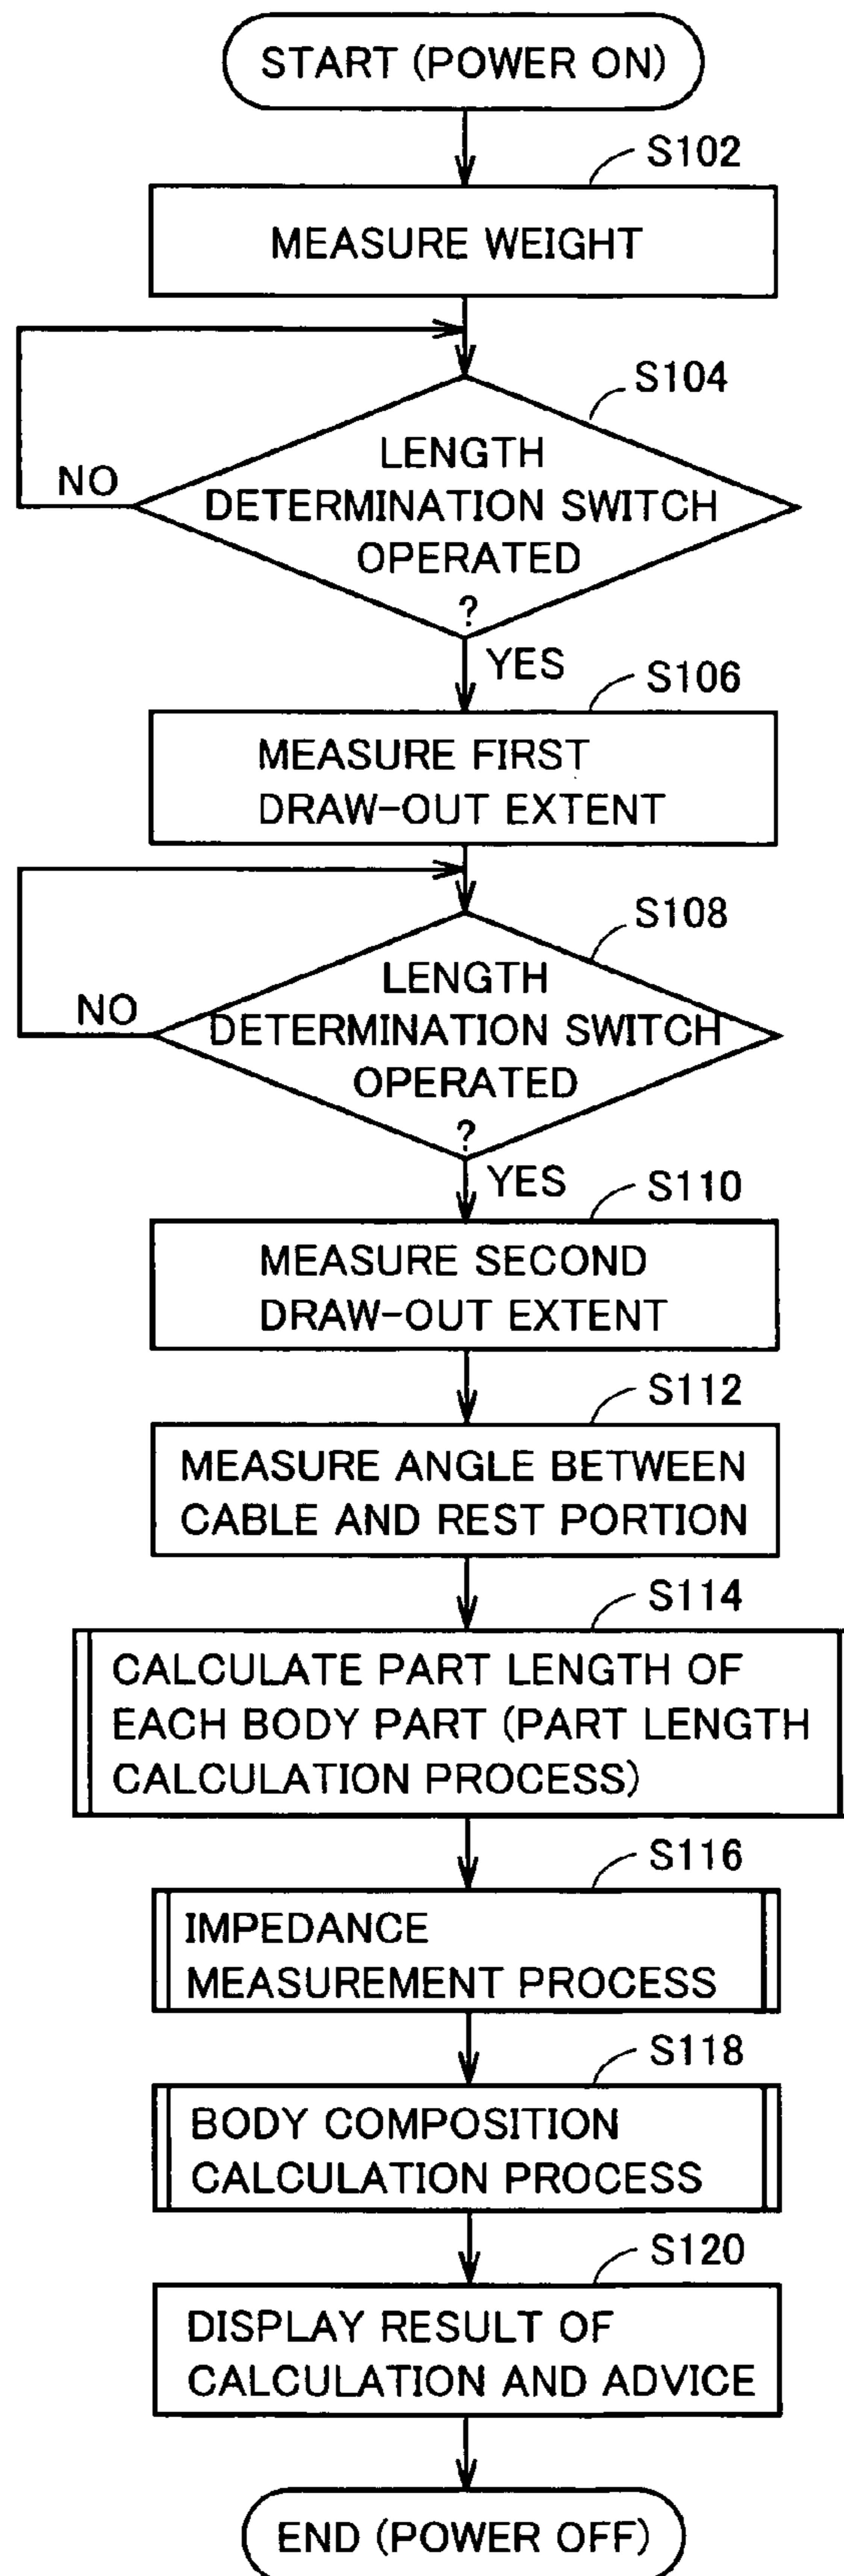 START (POWER ON)
S102
MEASURE WEIGHT
S104
LENGTH
DETERMINATION SWITCH
OPERATED
?
NO
YES
S106
MEASURE FIRST
DRAW-OUT EXTENT
S108
LENGTH
DETERMINATION SWITCH
OPERATED
?
NO
YES
S110
MEASURE SECOND
DRAW-OUT EXTENT
S112
MEASURE ANGLE BETWEEN
CABLE AND REST PORTION
S114
CALCULATE PART LENGTH OF
EACH BODY PART (PART LENGTH
CALCULATION PROCESS)
S116
IMPEDANCE
MEASUREMENT PROCESS
S118
BODY COMPOSITION
CALCULATION PROCESS
S120
DISPLAY RESULT OF
CALCULATION AND ADVICE
END (POWER OFF)